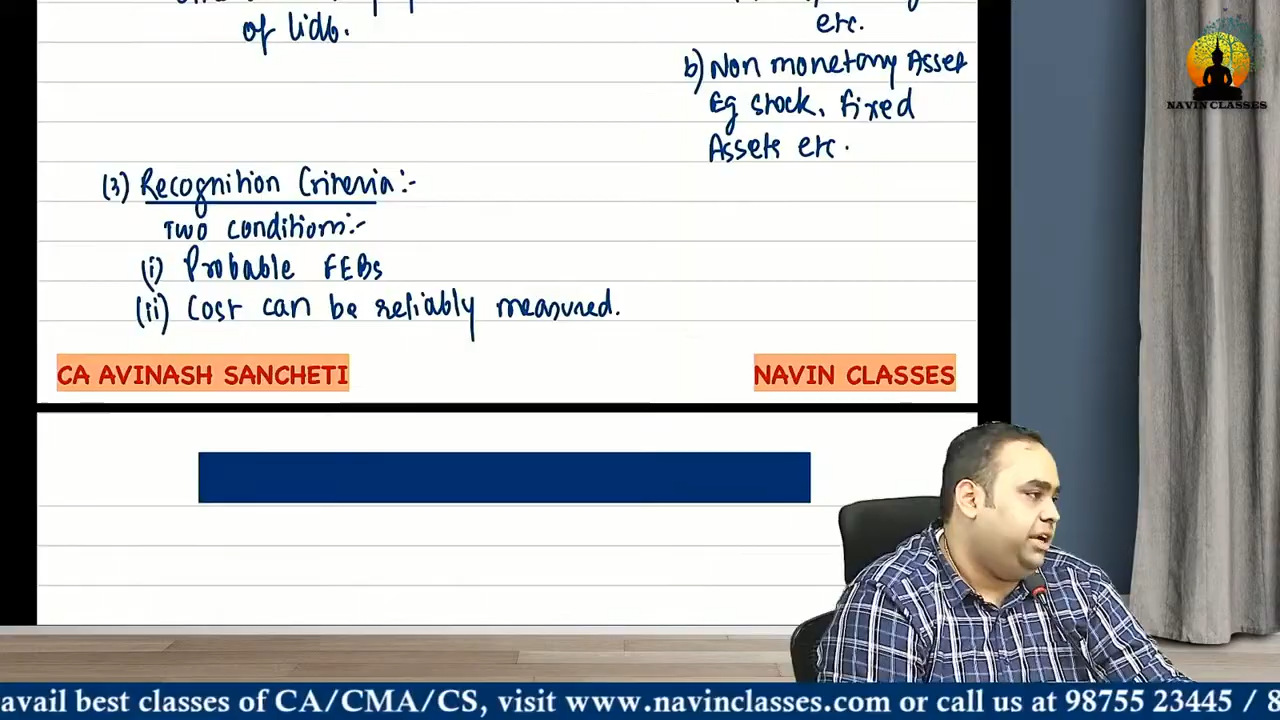 of liab.
etc.
b) Non monetary Asset
Eg stock, Fixed
Assets etc.
(3) Recognition Criteria:-
Two conditions:-
(i) Probable FEBs
(ii) Cost can be reliably measured.
CA AVINASH SANCHETI
NAVIN CLASSES
NAVIN CLASSES
avail best classes of CA/CMA/CS, visit www.navinclasses.com or call us at 98755 23445 / 8